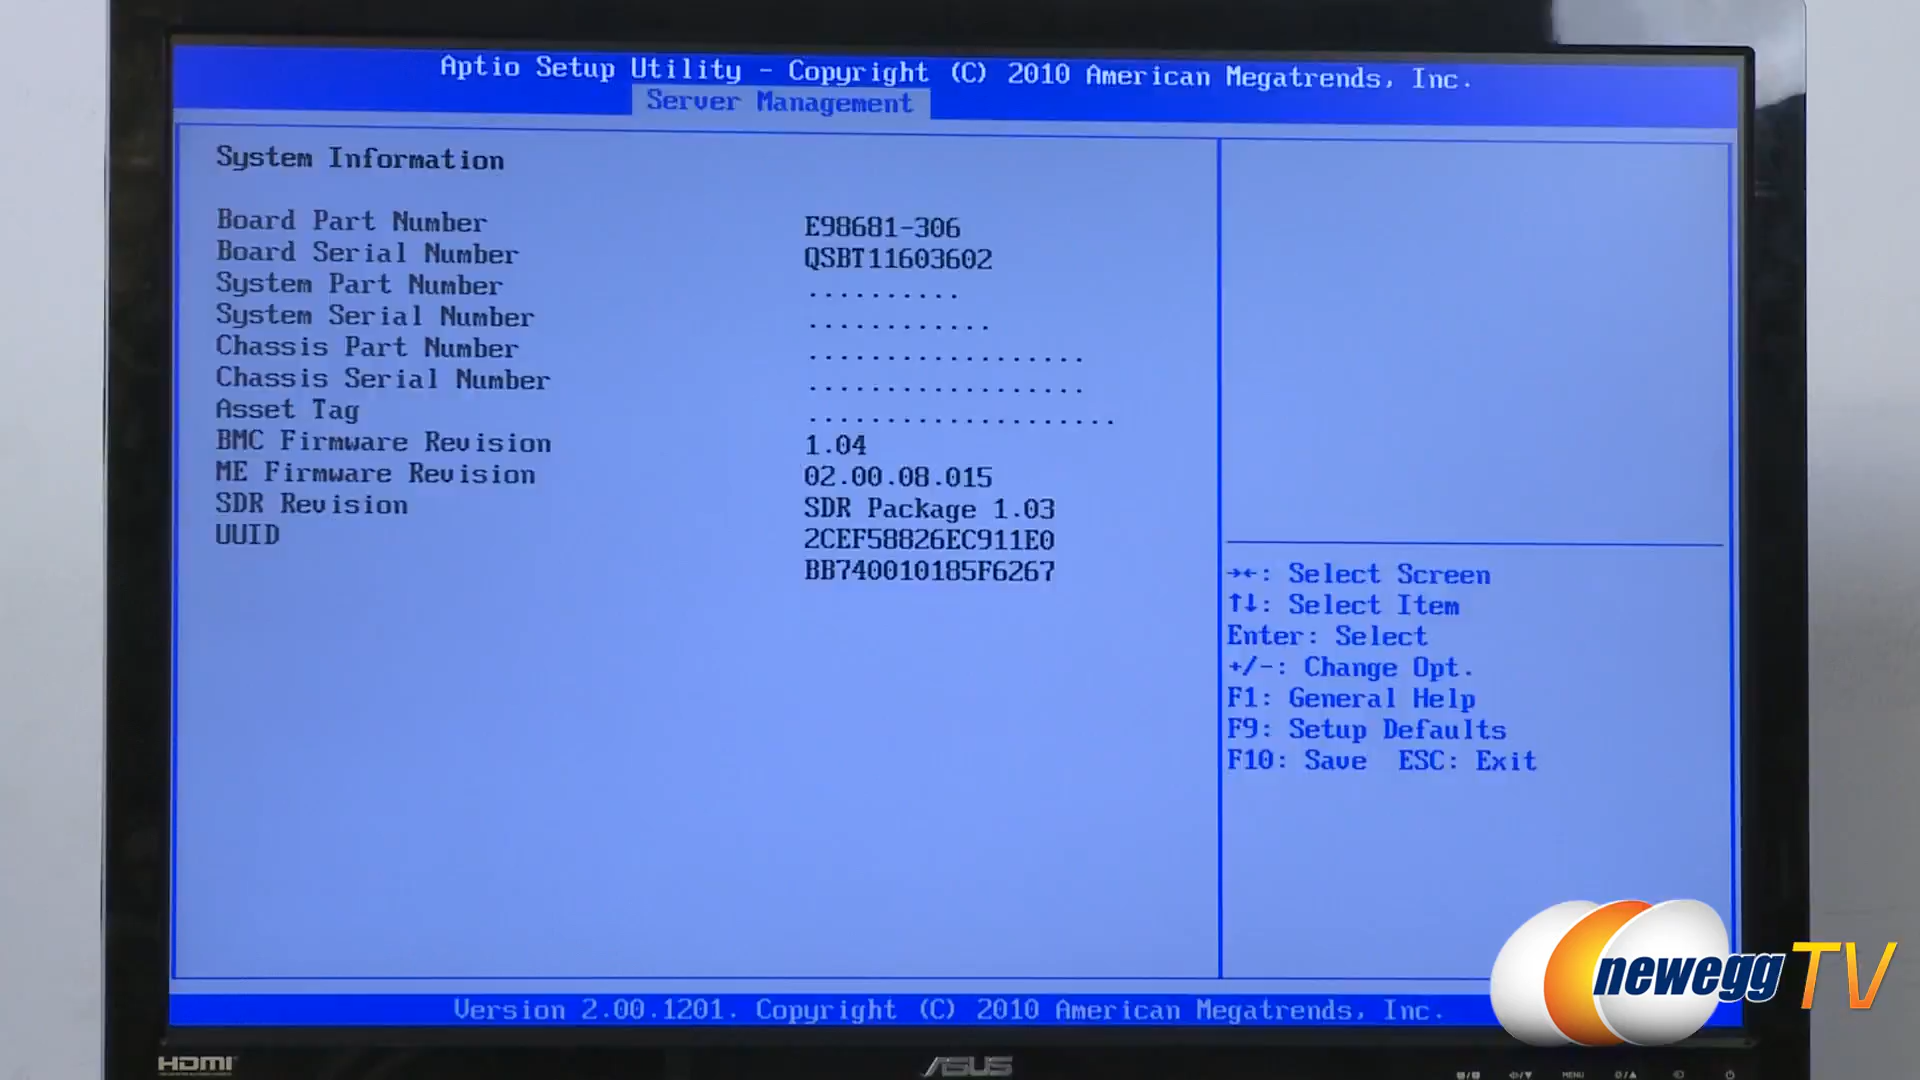 Aptio Setup Utility - Copyright (C) 2010 American Megatrends, Inc.
Server Management
System Information
Board Part Number E98681-306
Board Serial Number QSBT11603602
System Part Number ..........
System Serial Number ............
Chassis Part Number ..................
Chassis Serial Number ..................
Asset Tag ....................
BMC Firmware Revision 1.04
ME Firmware Revision 02.00.08.015
SDR Revision SDR Package 1.03
UUID 2CEF58826EC911E0
BB740010185F6267
→←: Select Screen
↑↓: Select Item
Enter: Select
+/-: Change Opt.
F1: General Help
F9: Setup Defaults
F10: Save ESC: Exit
Version 2.00.1201. Copyright (C) 2010 American Megatrends, Inc.
newegg TV
HDMI
ASUS
MENU